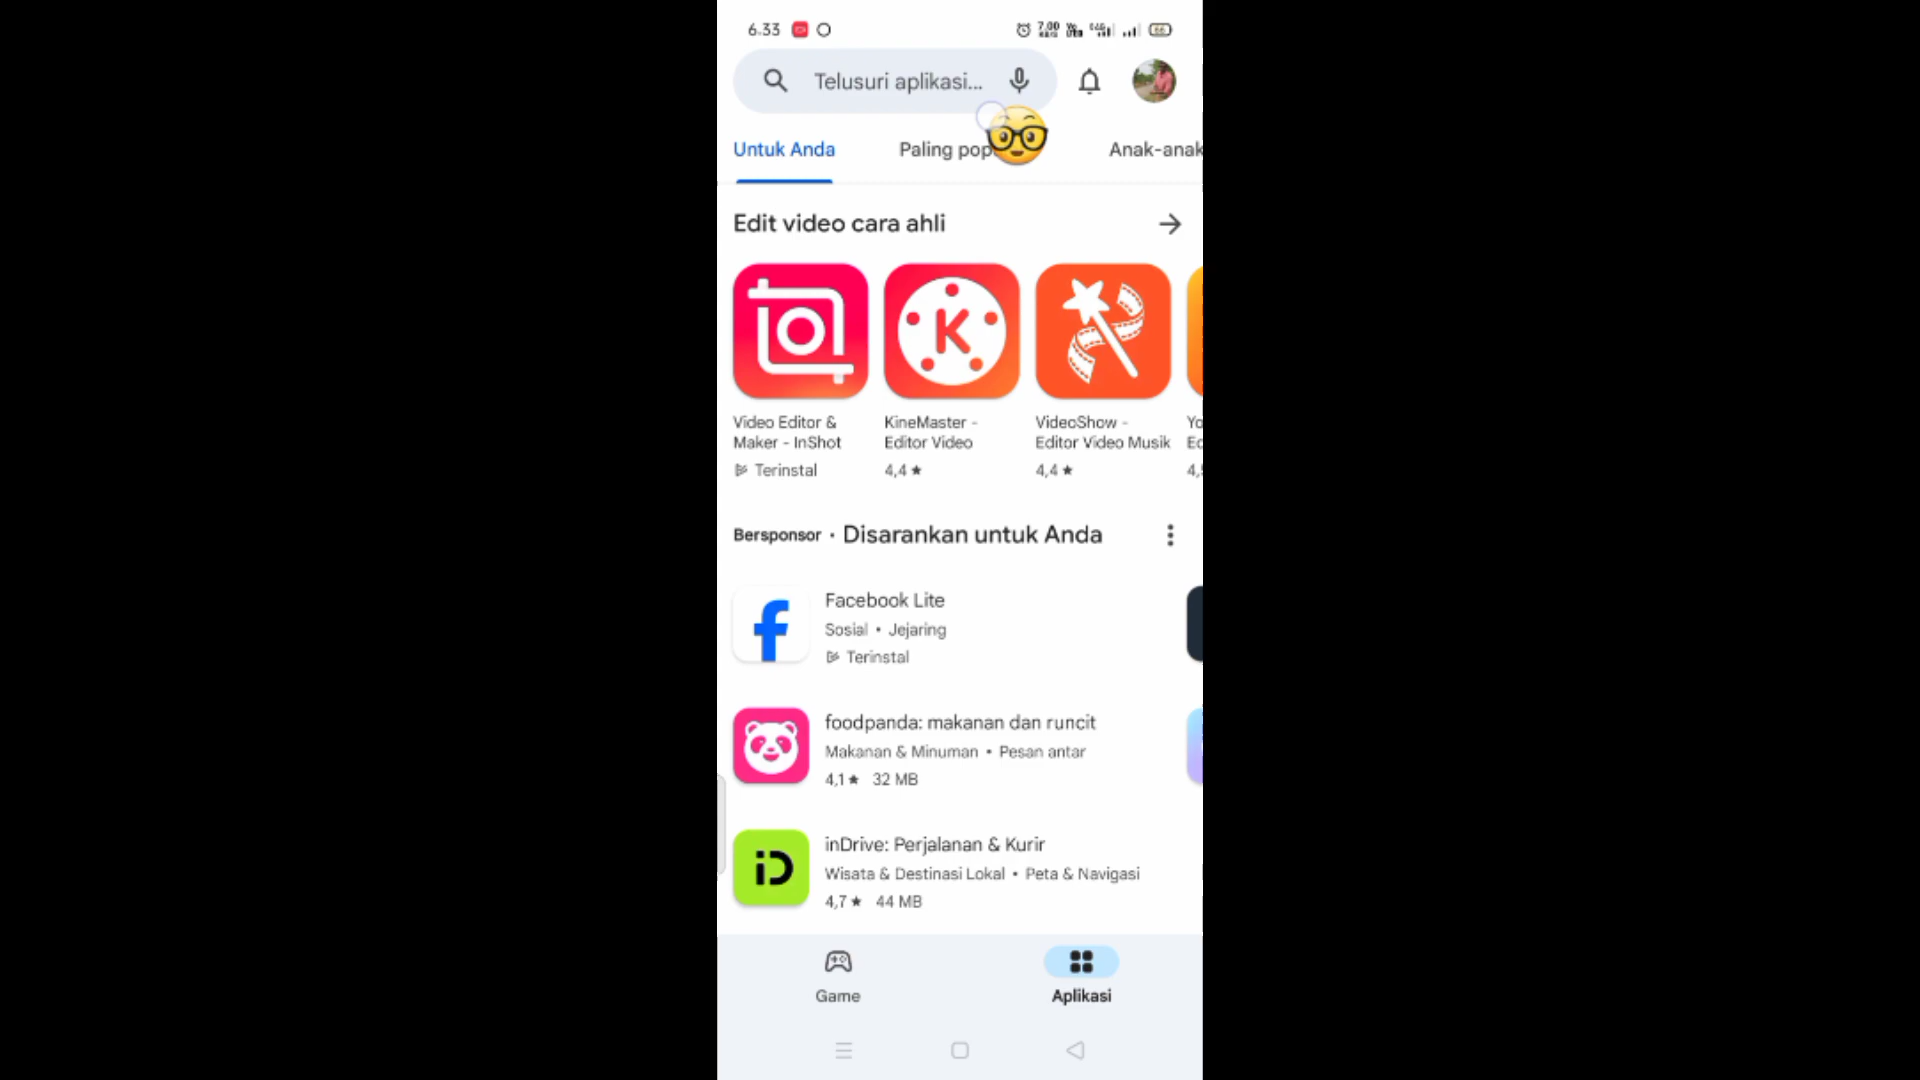 6.33
7.00
Telusuri aplikasi...
Untuk Anda
Paling pop
Anak-anak
Edit video cara ahli
K
Video Editor &
Maker - InShot
Terinstal
KineMaster -
Editor Video
4,4 ★
VideoShow -
Editor Video Musik
4,4 ★
Bersponsor • Disarankan untuk Anda
Facebook Lite
Sosial • Jejaring
Terinstal
foodpanda: makanan dan runcit
Makanan & Minuman • Pesan antar
4,1 ★ 32 MB
iD
inDrive: Perjalanan & Kurir
Wisata & Destinasi Lokal • Peta & Navigasi
4,7 ★ 44 MB
Game
Aplikasi